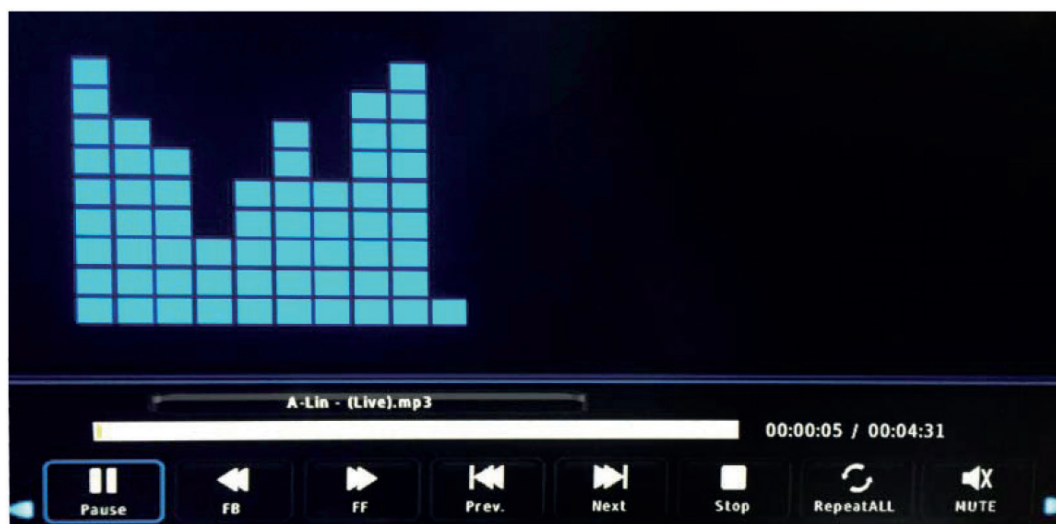 A-Lin - (Live).mp3
00:00:05 / 00:04:31
Pause
FB
FF
Prev.
Next
Stop
RepeatALL
MUTE